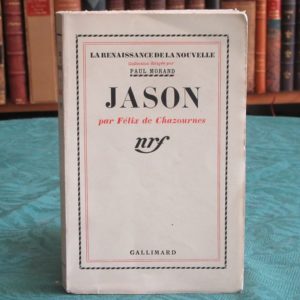 LA RENAISSANCE DE LA NOUVELLE
Collection dirigée par
PAUL MORAND
JASON
par Félix de Chazournes
nrf
GALLIMARD